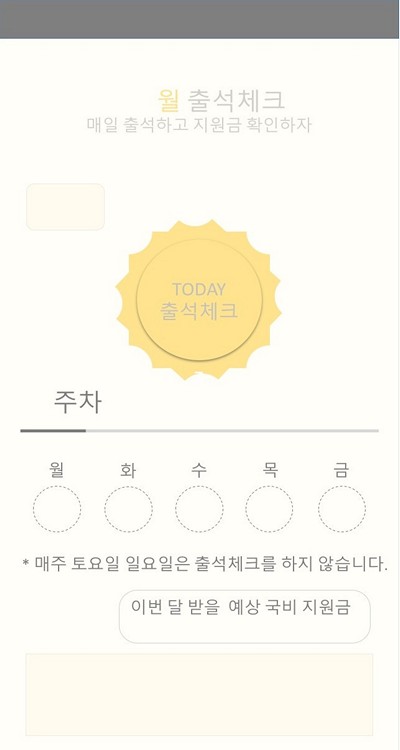 월 출석체크
매일 출석하고 지원금 확인하자
TODAY
출석체크
주차
월 화 수 목 금
* 매주 토요일 일요일은 출석체크를 하지 않습니다.
이번 달 받을 예상 국비 지원금